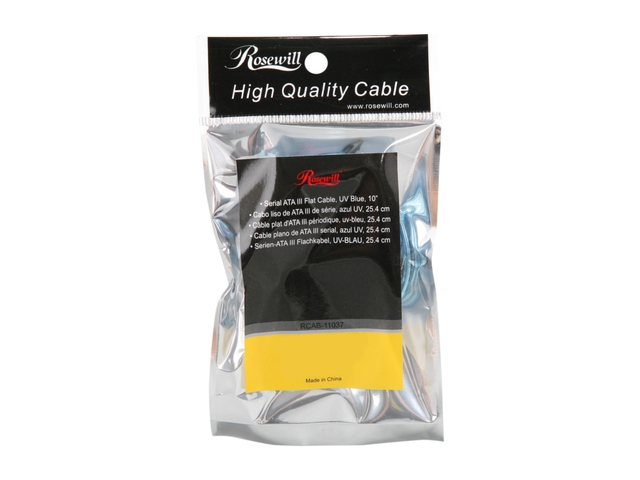 Rosewill
High Quality Cable
www.rosewill.com
Rosewill
• Serial ATA III Flat Cable, UV Blue, 10"
• Cabo liso de ATA III de série, azul UV, 25.4 cm
• Câble plat d'ATA III périodique, uv-bleu, 25.4 cm
• Cable plano de ATA III serial, azul UV, 25.4 cm
• Serien-ATA III Flachkabel, UV-BLAU, 25.4 cm
RCAB-11037
Made in China